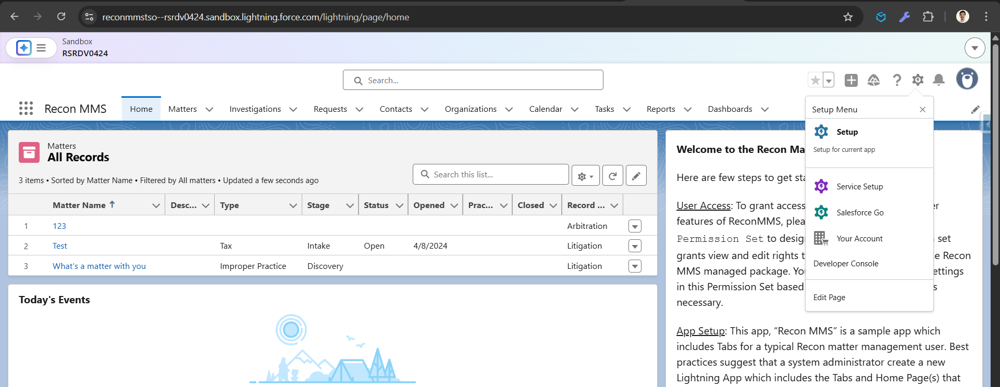 reconmmstso--rsrdv0424.sandbox.lightning.force.com/lightning/page/home
Sandbox
RSRDV0424
Search...
Recon MMS
Home
Matters
Investigations
Requests
Contacts
Organizations
Calendar
Tasks
Reports
Dashboards
Setup Menu
Setup
Setup for current app
Service Setup
Salesforce Go
Your Account
Developer Console
Edit Page
Matters
All Records
3 items • Sorted by Matter Name • Filtered by All matters • Updated a few seconds ago
Search this list...
Matter Name Desc... Type Stage Status Opened Prac... Closed Record ...
1 123 Arbitration
2 Test Tax Intake Open 4/8/2024 Litigation
3 What's a matter with you Improper Practice Discovery Litigation
Today's Events
Welcome to the Recon Ma
Here are few steps to get sta
User Access: To grant access er
features of ReconMMS, plea
Permission Set to desig set
grants view and edit rights t e Recon
MMS managed package. You ettings
in this Permission Set based s
necessary.
App Setup: This app, “Recon MMS” is a sample app which
includes Tabs for a typical Recon matter management user. Best
practices suggest that a system administrator create a new
Lightning App which includes the Tabs and Home Page(s) that